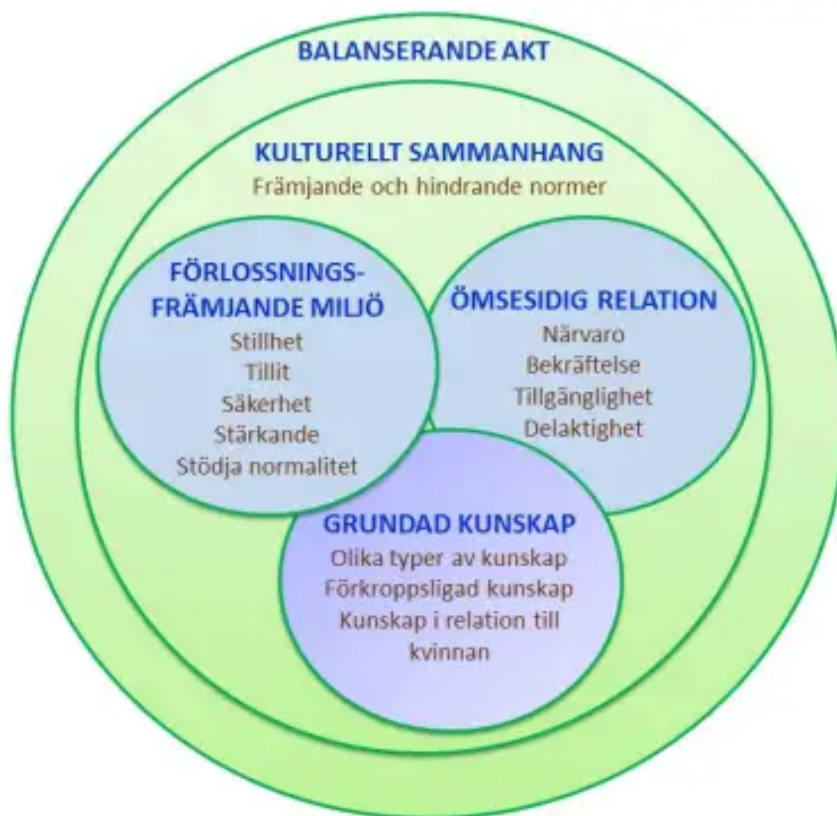 BALANSERANDE AKT
KULTURELLT SAMMANHANG
Främjande och hindrande normer
FÖRLOSSNINGS-
FRÄMJANDE MILJÖ
Stillhet
Tillit
Säkerhet
Stärkande
Stödja normalitet
ÖMSESIDIG RELATION
Närvaro
Bekräftelse
Tillgänglighet
Delaktighet
GRUNDAD KUNSKAP
Olika typer av kunskap
Förkroppsligad kunskap
Kunskap i relation till
kvinnan